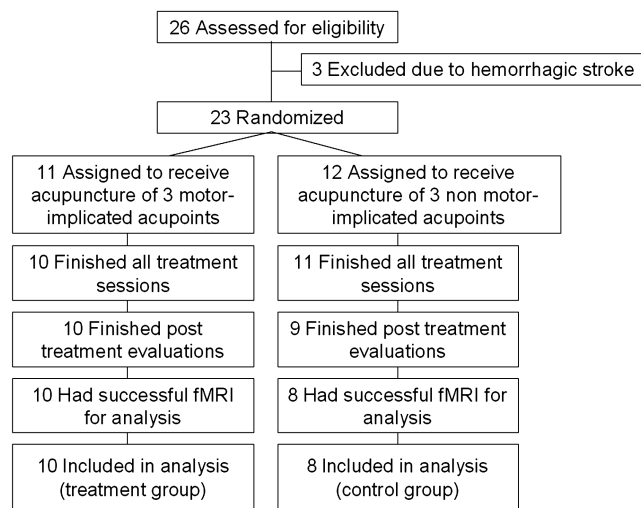 26 Assessed for eligibility
3 Excluded due to hemorrhagic stroke
23 Randomized
11 Assigned to receive
acupuncture of 3 motor-
implicated acupoints
12 Assigned to receive
acupuncture of 3 non motor-
implicated acupoints
10 Finished all treatment
sessions
11 Finished all treatment
sessions
10 Finished post
treatment evaluations
9 Finished post treatment
evaluations
10 Had successful fMRI
for analysis
8 Had successful fMRI for
analysis
10 Included in analysis
(treatment group)
8 Included in analysis
(control group)